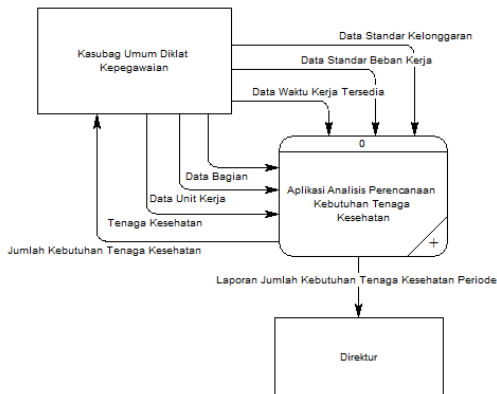 Kasubag Umum Diklat
Kepegawaian
Data Standar Kelonggaran
Data Standar Beban Kerja
Data Waktu Kerja Tersedia
0
Aplikasi Analisis Perencanaan
Kebutuhan Tenaga
Kesehatan
+
Data Bagian
Data Unit Kerja
Tenaga Kesehatan
Jumlah Kebutuhan Tenaga Kesehatan
Laporan Jumlah Kebutuhan Tenaga Kesehatan Periode
Direktur